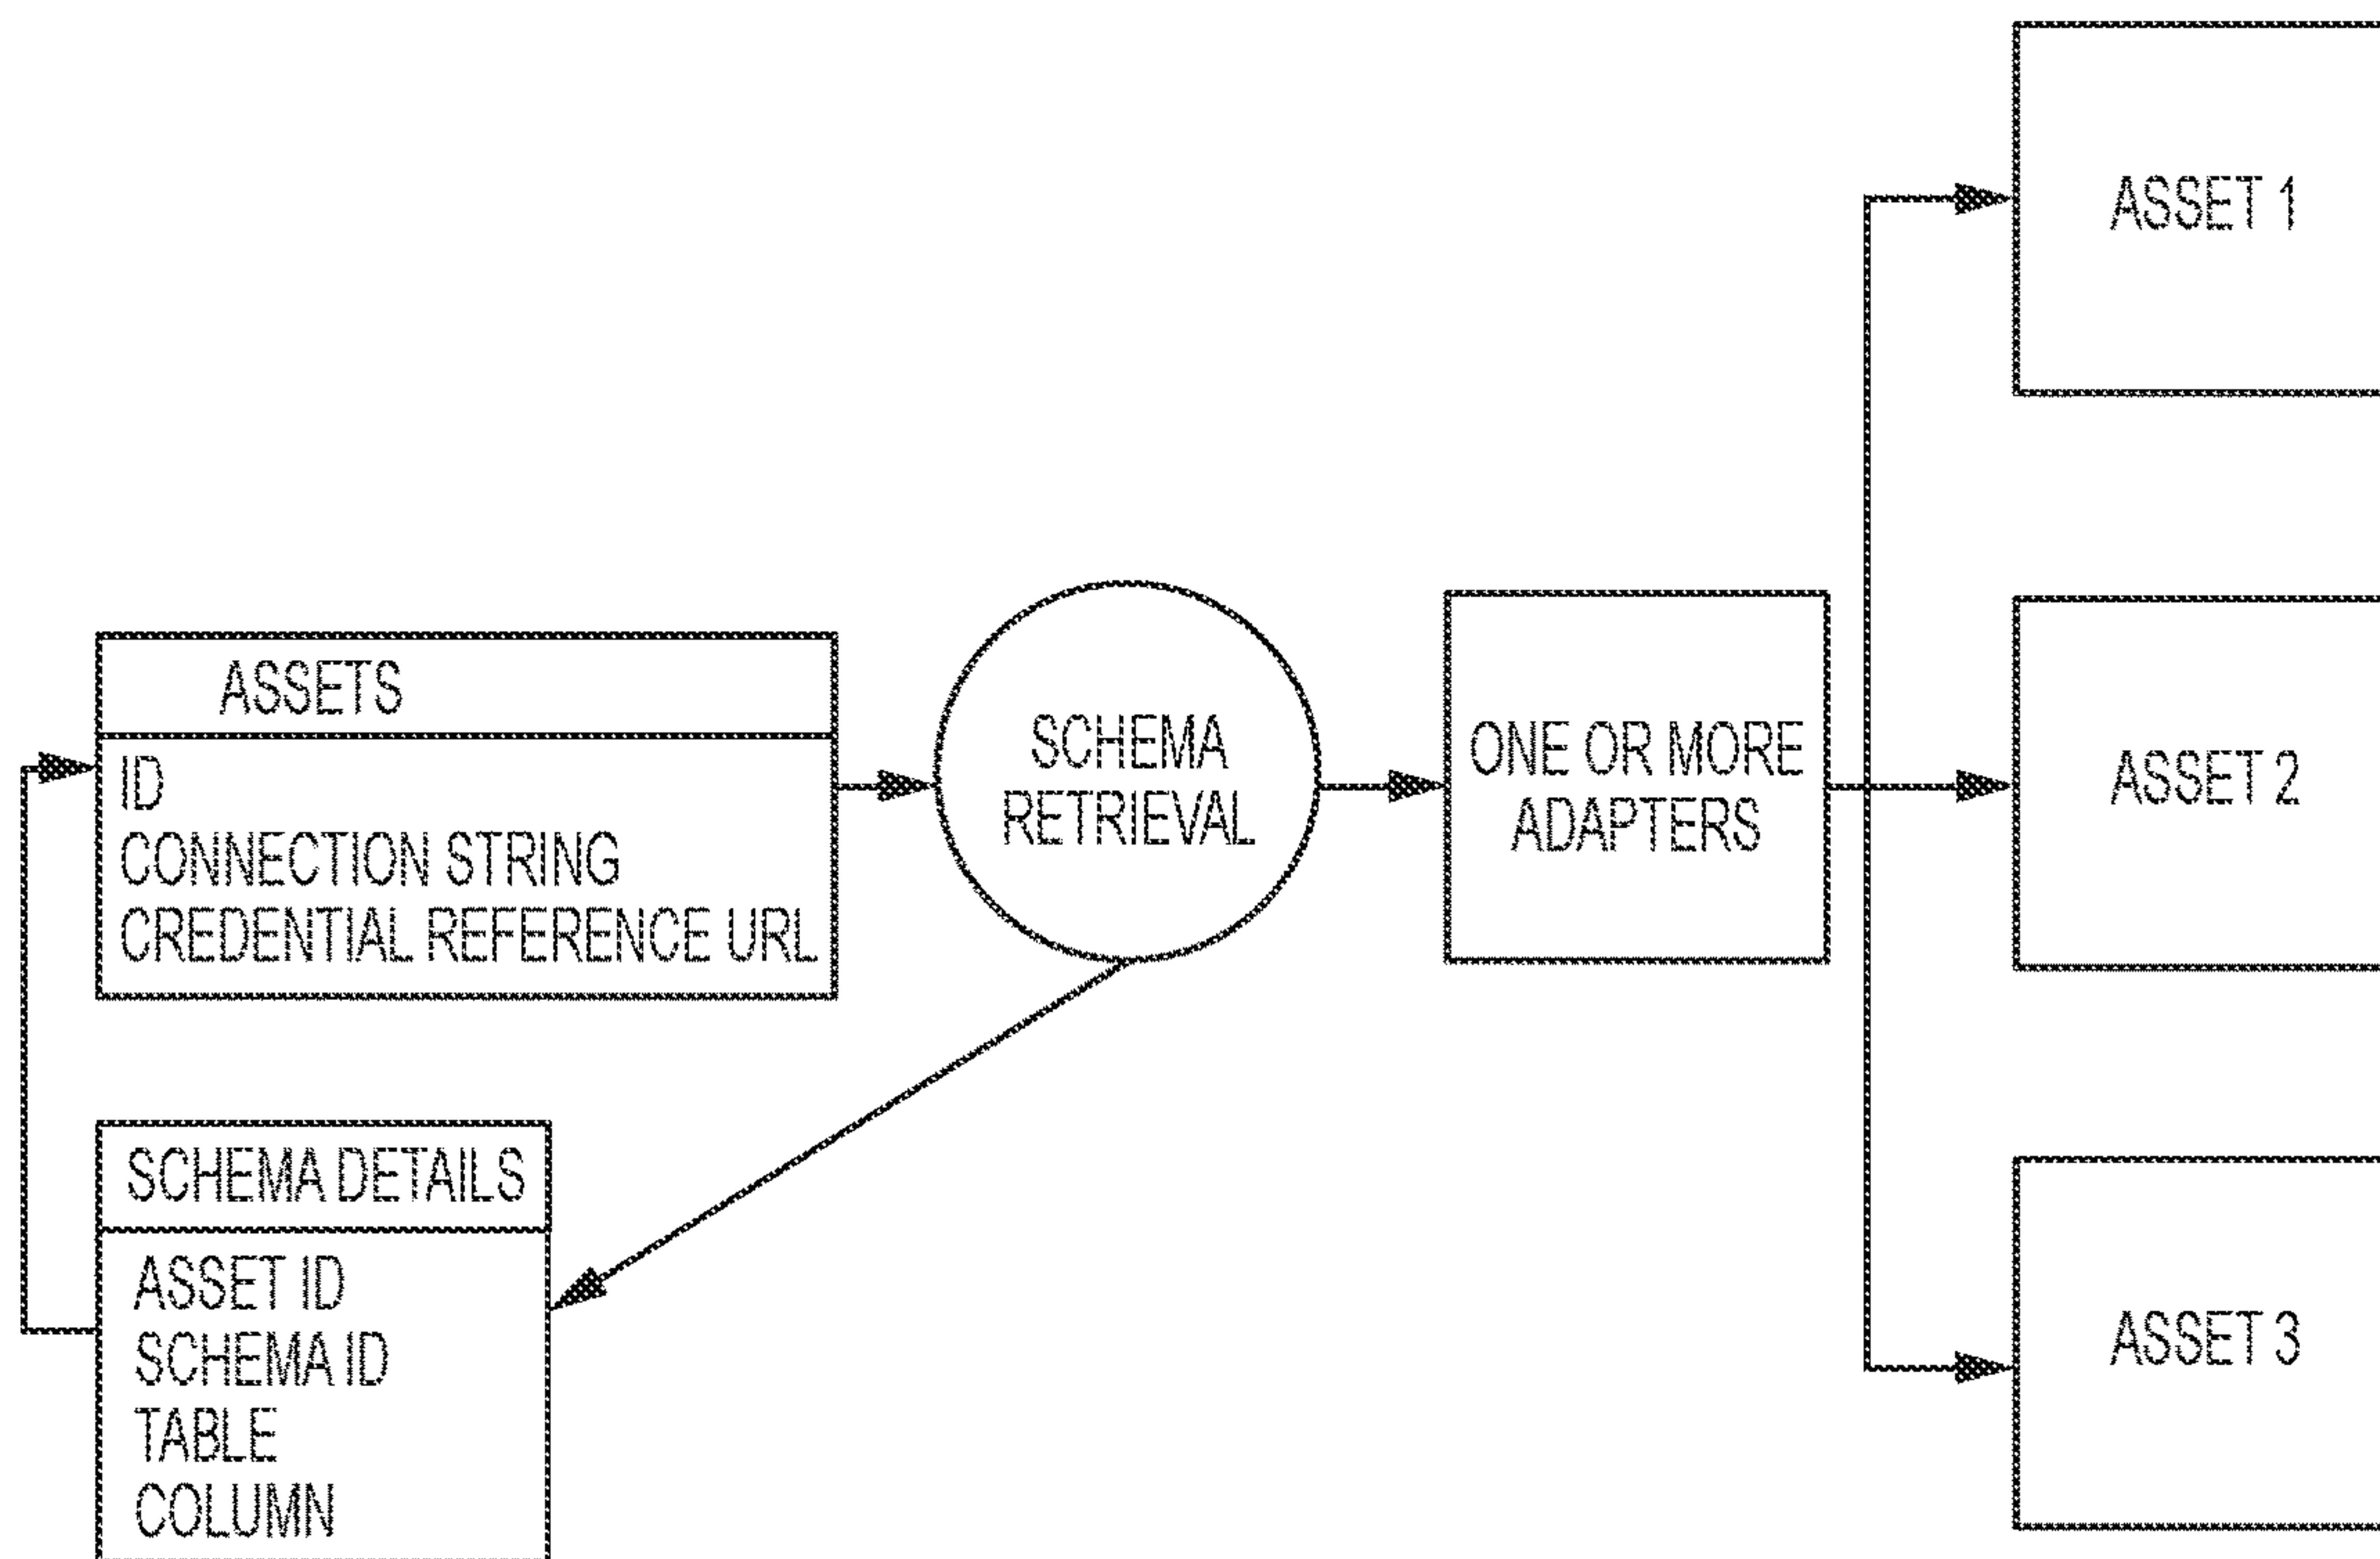 ASSETS
ID
CONNECTION STRING
CREDENTIAL REFERENCE URL
SCHEMA DETAILS
ASSET ID
SCHEMA ID
TABLE
COLUMN
SCHEMA
RETRIEVAL
ONE OR MORE
ADAPTERS
ASSET 1
ASSET 2
ASSET 3